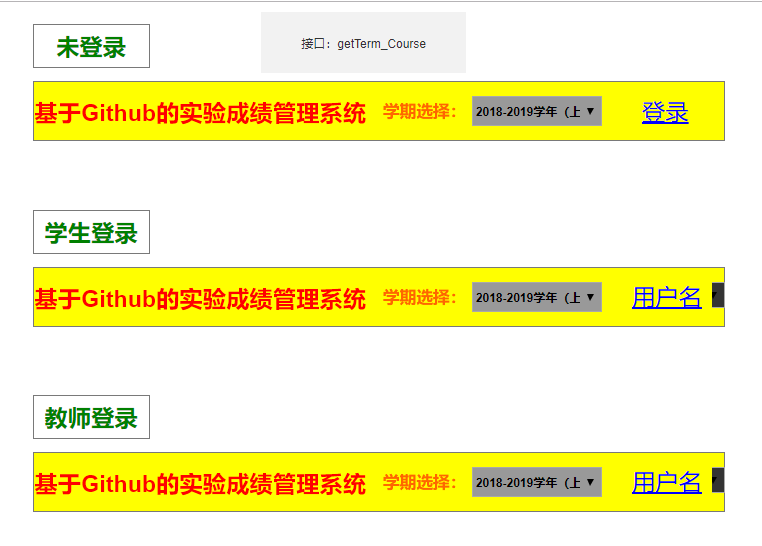 未登录
接口：getTerm_Course
基于Github的实验成绩管理系统 学期选择： 2018-2019学年（上 ▼ 登录
学生登录
基于Github的实验成绩管理系统 学期选择： 2018-2019学年（上 ▼ 用户名 ▼
教师登录
基于Github的实验成绩管理系统 学期选择： 2018-2019学年（上 ▼ 用户名 ▼